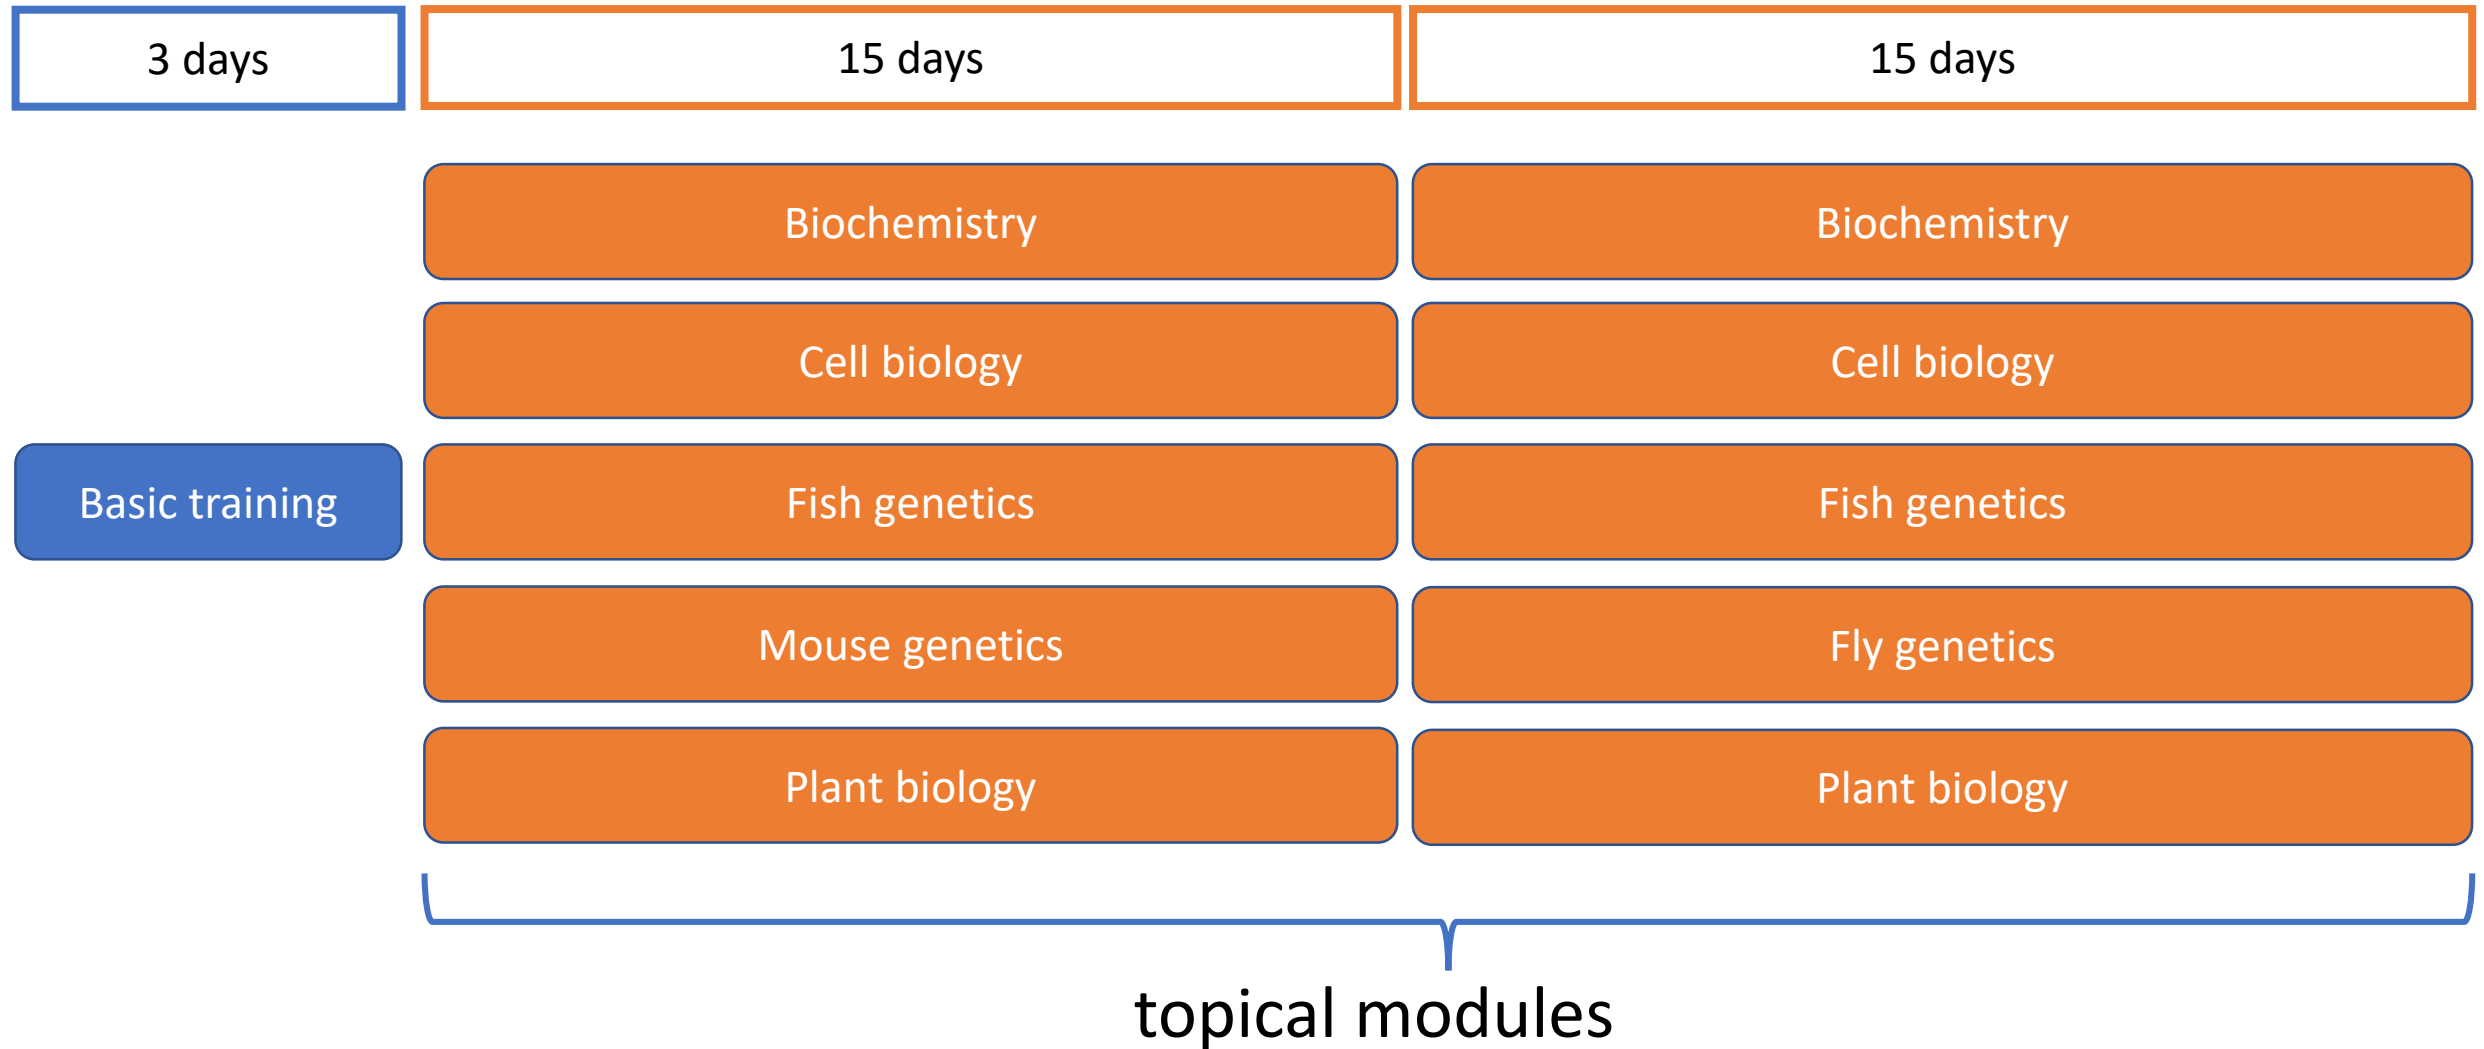 3 days
15 days
15 days
Biochemistry
Biochemistry
Cell biology
Cell biology
Basic training
Fish genetics
Fish genetics
Mouse genetics
Fly genetics
Plant biology
Plant biology
topical modules